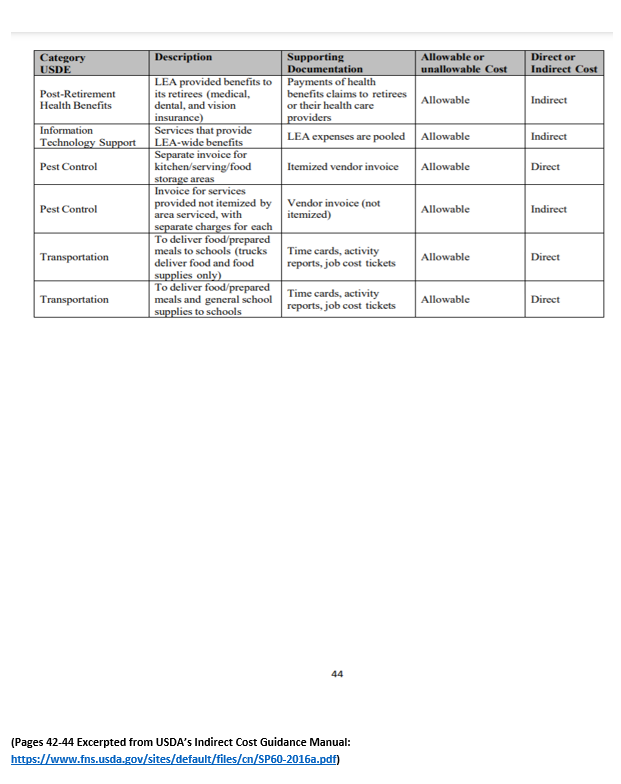 Category USDE Description Supporting Documentation Allowable or unallowable Cost Direct or Indirect Cost
Post-Retirement Health Benefits LEA provided benefits to its retirees (medical, dental, and vision insurance) Payments of health benefits claims to retirees or their health care providers Allowable Indirect
Information Technology Support Services that provide LEA-wide benefits LEA expenses are pooled Allowable Indirect
Pest Control Separate invoice for kitchen/serving/food storage areas Itemized vendor invoice Allowable Direct
Pest Control Invoice for services provided not itemized by area serviced, with separate charges for each Vendor invoice (not itemized) Allowable Indirect
Transportation To deliver food/prepared meals to schools (trucks deliver food and food supplies only) Time cards, activity reports, job cost tickets Allowable Direct
Transportation To deliver food/prepared meals and general school supplies to schools Time cards, activity reports, job cost tickets Allowable Direct
44
(Pages 42-44 Excerpted from USDA's Indirect Cost Guidance Manual:
https://www.fns.usda.gov/sites/default/files/cn/SP60-2016a.pdf)